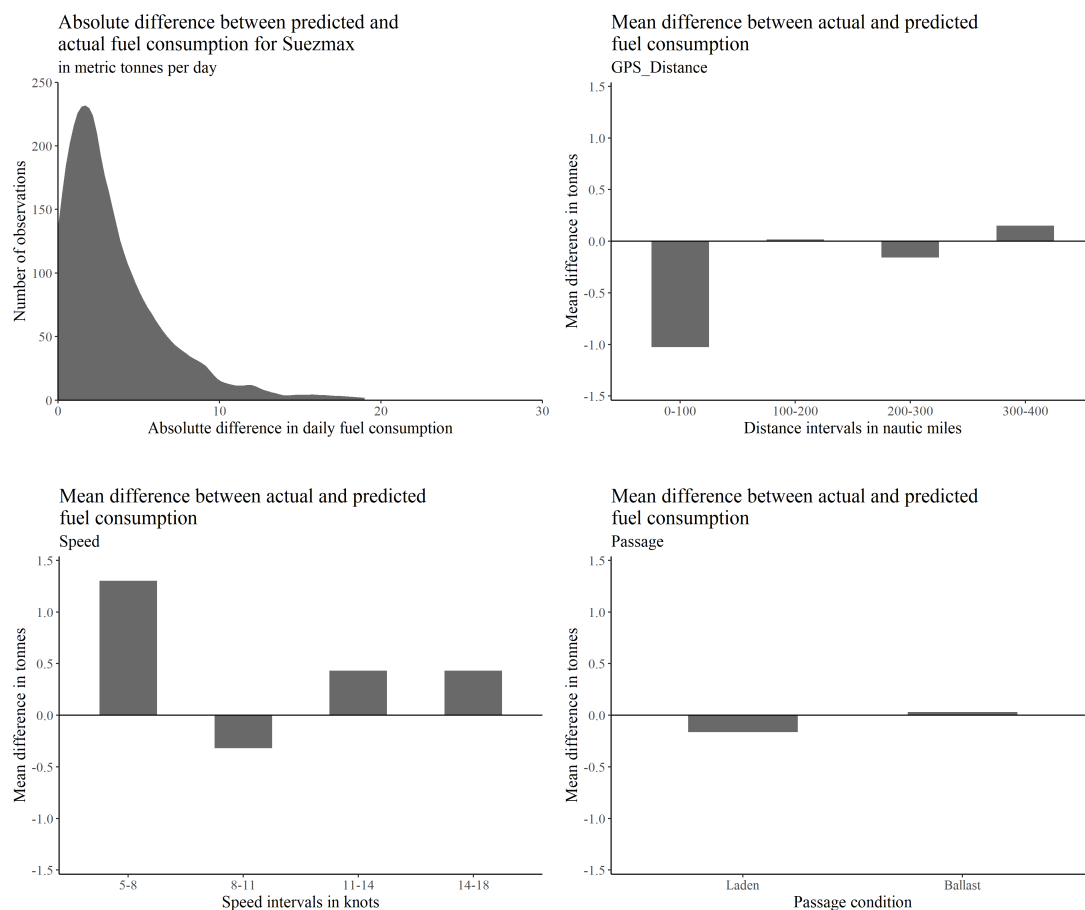 Absolute difference between predicted and
actual fuel consumption for Suezmax
in metric tonnes per day
250
200
150
100
50
0
Number of observations
0 10 20 30
Absolutte difference in daily fuel consumption
Mean difference between actual and predicted
fuel consumption
GPS_Distance
1.5
1.0
0.5
0.0
-0.5
-1.0
-1.5
Mean difference in tonnes
0-100 100-200 200-300 300-400
Distance intervals in nautic miles
Mean difference between actual and predicted
fuel consumption
Speed
1.5
1.0
0.5
0.0
-0.5
-1.0
-1.5
Mean difference in tonnes
5-8 8-11 11-14 14-18
Speed intervals in knots
Mean difference between actual and predicted
fuel consumption
Passage
1.5
1.0
0.5
0.0
-0.5
-1.0
-1.5
Mean difference in tonnes
Laden Ballast
Passage condition